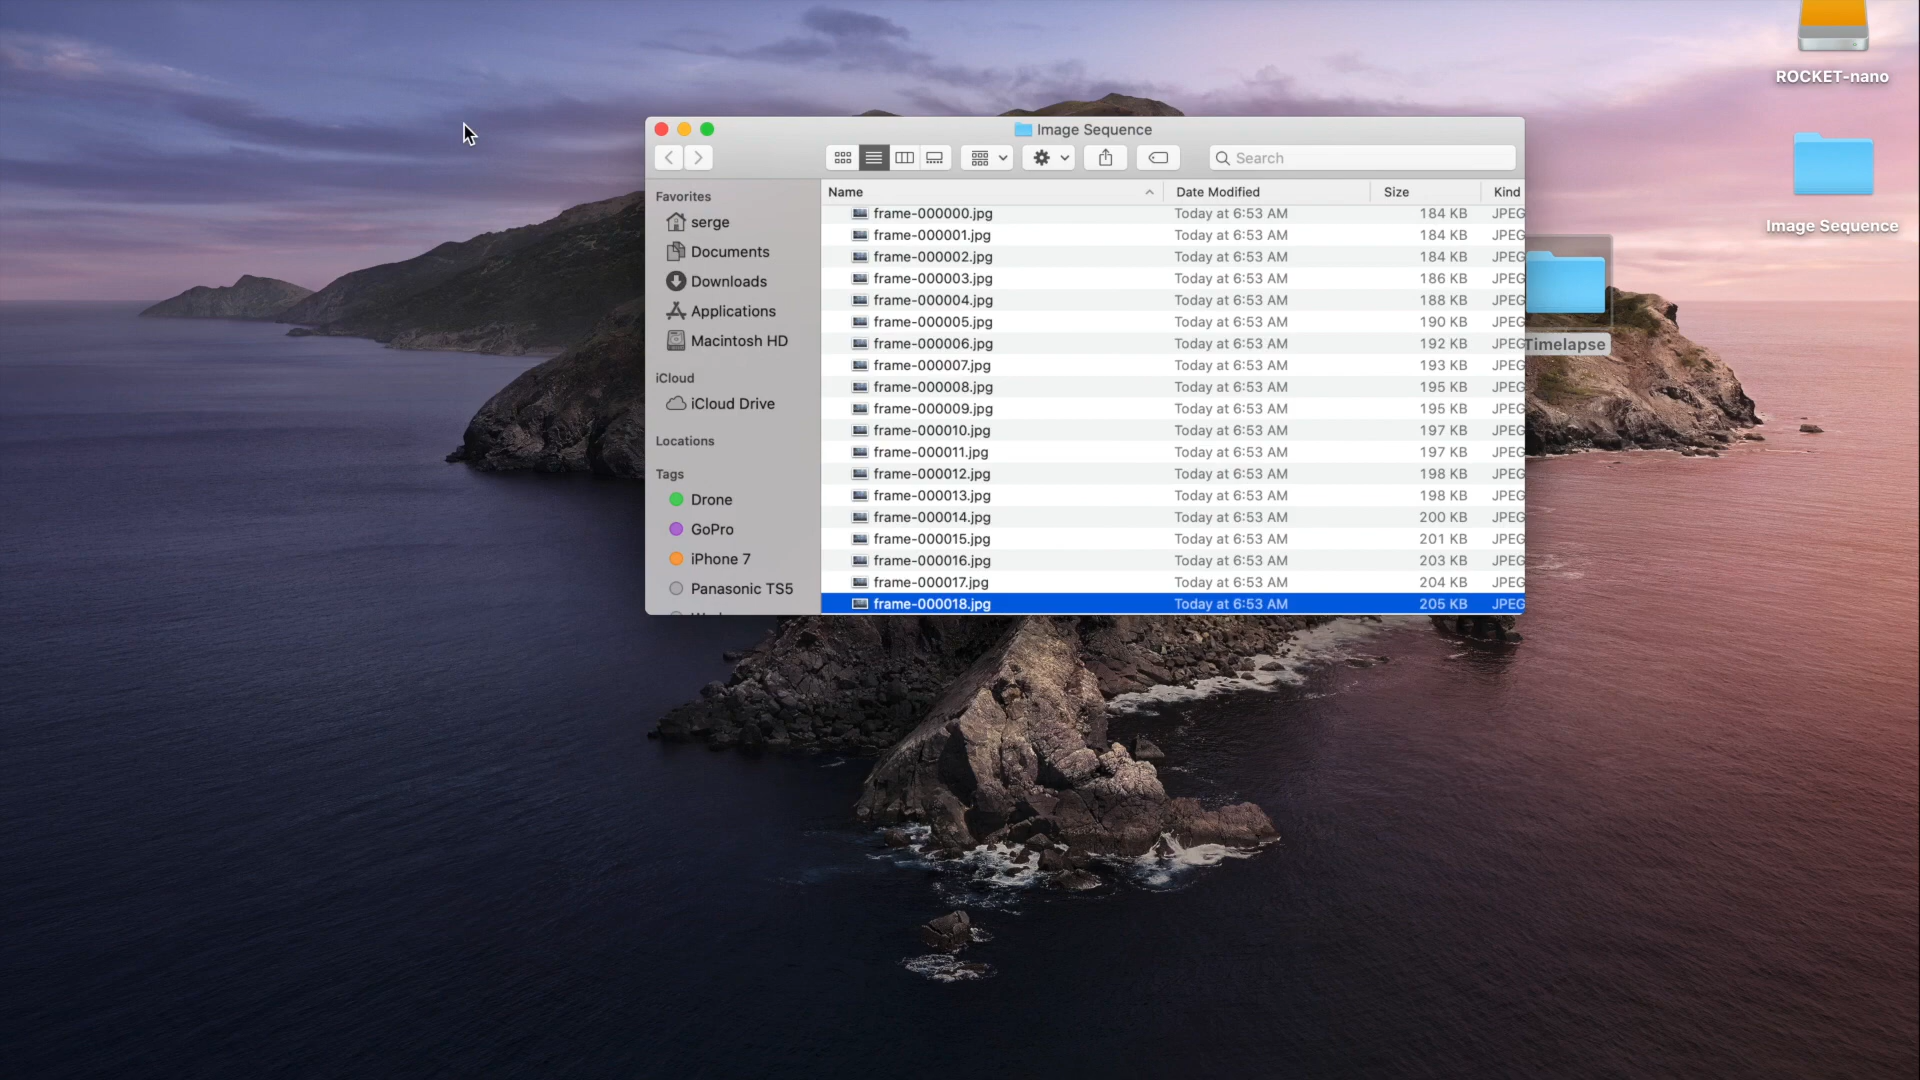 ROCKET-nano
Image Sequence
Timelapse
Image Sequence
Search
Favorites
serge
Documents
Downloads
Applications
Macintosh HD
iCloud
iCloud Drive
Locations
Tags
Drone
GoPro
iPhone 7
Panasonic TS5
Name Date Modified Size Kind
frame-000000.jpg Today at 6:53 AM 184 KB JPEG
frame-000001.jpg Today at 6:53 AM 184 KB JPEG
frame-000002.jpg Today at 6:53 AM 184 KB JPEG
frame-000003.jpg Today at 6:53 AM 186 KB JPEG
frame-000004.jpg Today at 6:53 AM 188 KB JPEG
frame-000005.jpg Today at 6:53 AM 190 KB JPEG
frame-000006.jpg Today at 6:53 AM 192 KB JPEG
frame-000007.jpg Today at 6:53 AM 193 KB JPEG
frame-000008.jpg Today at 6:53 AM 195 KB JPEG
frame-000009.jpg Today at 6:53 AM 195 KB JPEG
frame-000010.jpg Today at 6:53 AM 197 KB JPEG
frame-000011.jpg Today at 6:53 AM 197 KB JPEG
frame-000012.jpg Today at 6:53 AM 198 KB JPEG
frame-000013.jpg Today at 6:53 AM 198 KB JPEG
frame-000014.jpg Today at 6:53 AM 200 KB JPEG
frame-000015.jpg Today at 6:53 AM 201 KB JPEG
frame-000016.jpg Today at 6:53 AM 203 KB JPEG
frame-000017.jpg Today at 6:53 AM 204 KB JPEG
frame-000018.jpg Today at 6:53 AM 205 KB JPEG